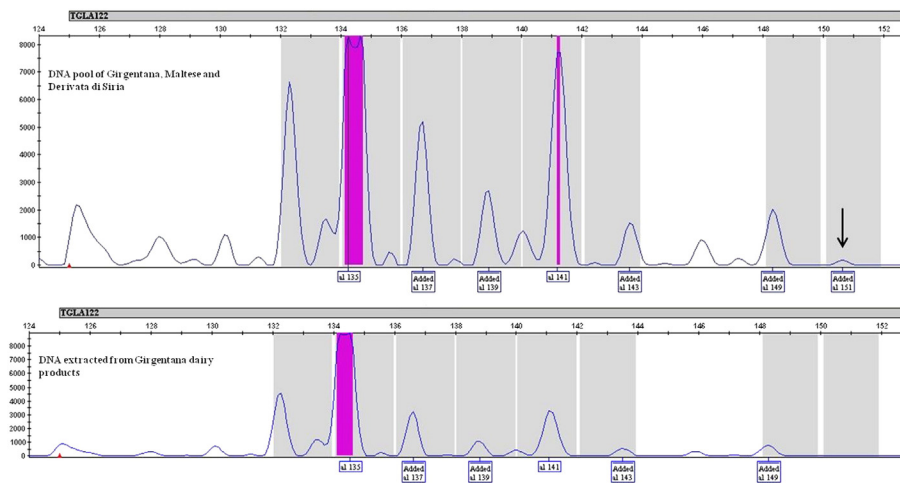 TGLA122
124 126 128 130 132 134 136 138 140 142 144 146 148 150 152
8000
DNA pool of Girgentana, Maltese and
7000
Derivata di Siria
6000
5000
4000
3000
2000
1000
0
al 135 Added al 137 Added al 139 al 141 Added al 143 Added al 149 Added al 151
TGLA122
124 126 128 130 132 134 136 138 140 142 144 146 148 150 152
8000
DNA extracted from Girgentana dairy
7000
products
6000
5000
4000
3000
2000
1000
0
al 135 Added al 137 Added al 139 al 141 Added al 143 Added al 149